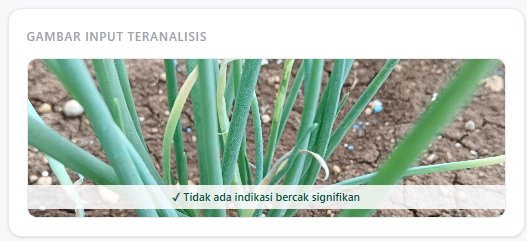 GAMBAR INPUT TERANALISIS
✓ Tidak ada indikasi bercak signifikan